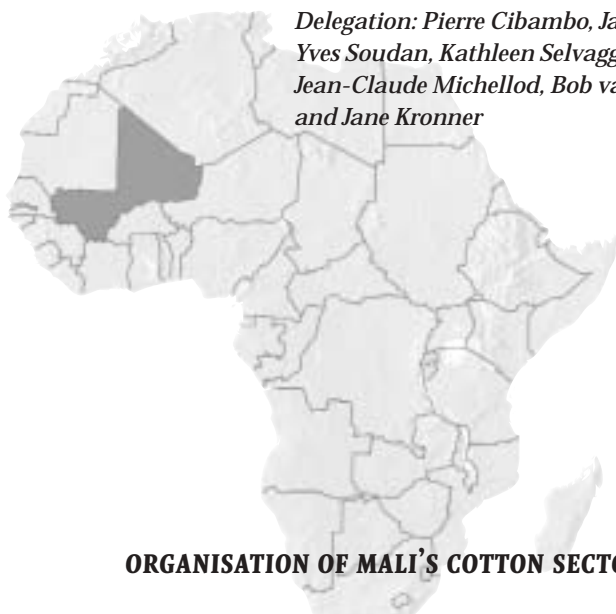 Delegation: Pierre Cibambo,
Yves Soudan, Kathleen
Jean-Claude Michellod, Bob
and Jane Kronner
ORGANISATION OF MALI'S COTTON